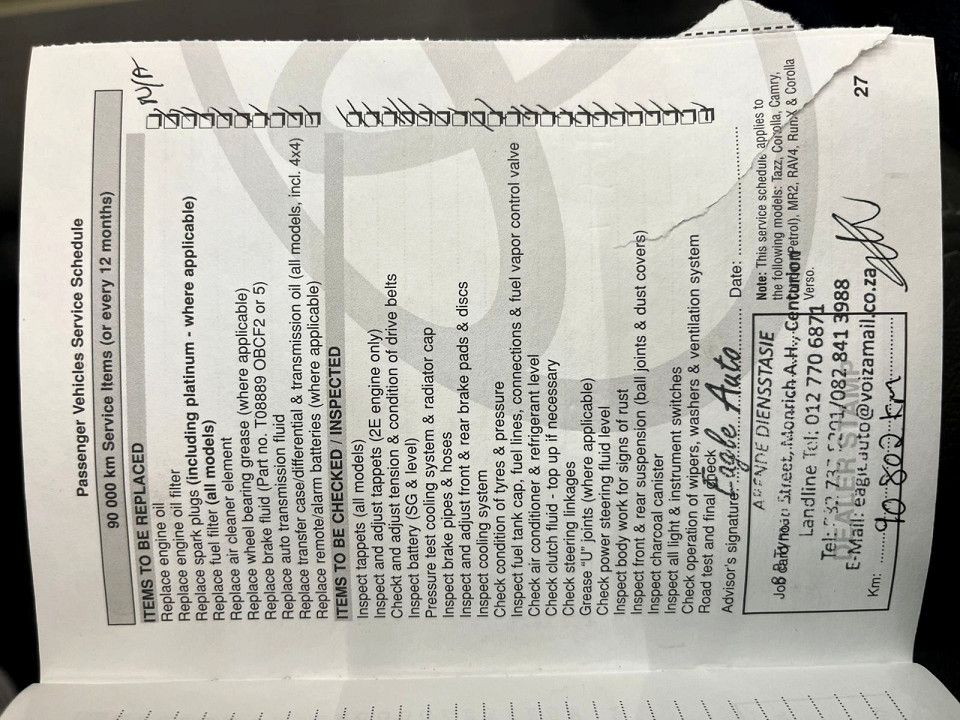 Passenger Vehicles Service Schedule
90 000 km Service Items (or every 12 months)
ITEMS TO BE REPLACED
Replace engine oil
N/A
Replace engine oil filter
Replace spark plugs (including platinum - where applicable)
Replace fuel filter (all models)
Replace air cleaner element
Replace wheel bearing grease (where applicable)
Replace brake fluid (Part no. T08889 OBCF2 or 5)
Replace auto transmission fluid
Replace transfer case/differential & transmission oil (all models, incl. 4x4)
Replace remote/alarm batteries (where applicable)
ITEMS TO BE CHECKED / INSPECTED
Inspect tappets (all models)
Inspect and adjust tappets (2E engine only)
Checkt and adjust tension & condition of drive belts
Inspect battery (SG & level)
Pressure test cooling system & radiator cap
Inspect brake pipes & hoses
Inspect and adjust front & rear brake pads & discs
Inspect cooling system
Check condition of tyres & pressure
Inspect fuel tank cap, fuel lines, connections & fuel vapor control valve
Check air conditioner & refrigerant level
Check clutch fluid - top up if necessary
Check steering linkages
Grease "U" joints (where applicable)
Check power steering fluid level
Inspect body work for signs of rust
Inspect front & rear suspension (ball joints & dust covers)
Inspect charcoal canister
Inspect all light & instrument switches
Check operation of wipers, washers & ventilation system
Road test and final check
Advisor's signature: Eagle Auto Date:
DIENSSTASIE
Street, Monrich A.H., Centurion
Landline Tel: 012 770 6871
Tel: /082 841 3988
DEALER STAMP
E-Mail: eagleauto@voizamail.co.za
Km: 90 802 km
Note: This service schedule applies to
the following models: Tazz, Corolla, Camry,
(Petrol), MR2, RAV4, RunX & Corolla
Verso.
27